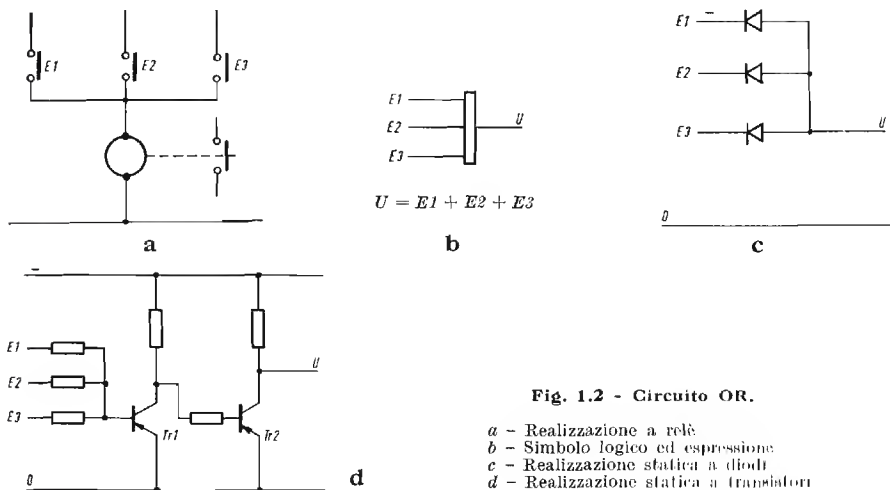 E1
E2
E3
a
E1
E2
E3
U
U = E1 + E2 + E3
b
E1
E2
E3
U
0
c
E1
E2
E3
Tr1
Tr2
U
0
d
Fig. 1.2 - Circuito OR.
a - Realizzazione a relè
b - Simbolo logico ed espressione
c - Realizzazione statica a diodi
d - Realizzazione statica a transistori